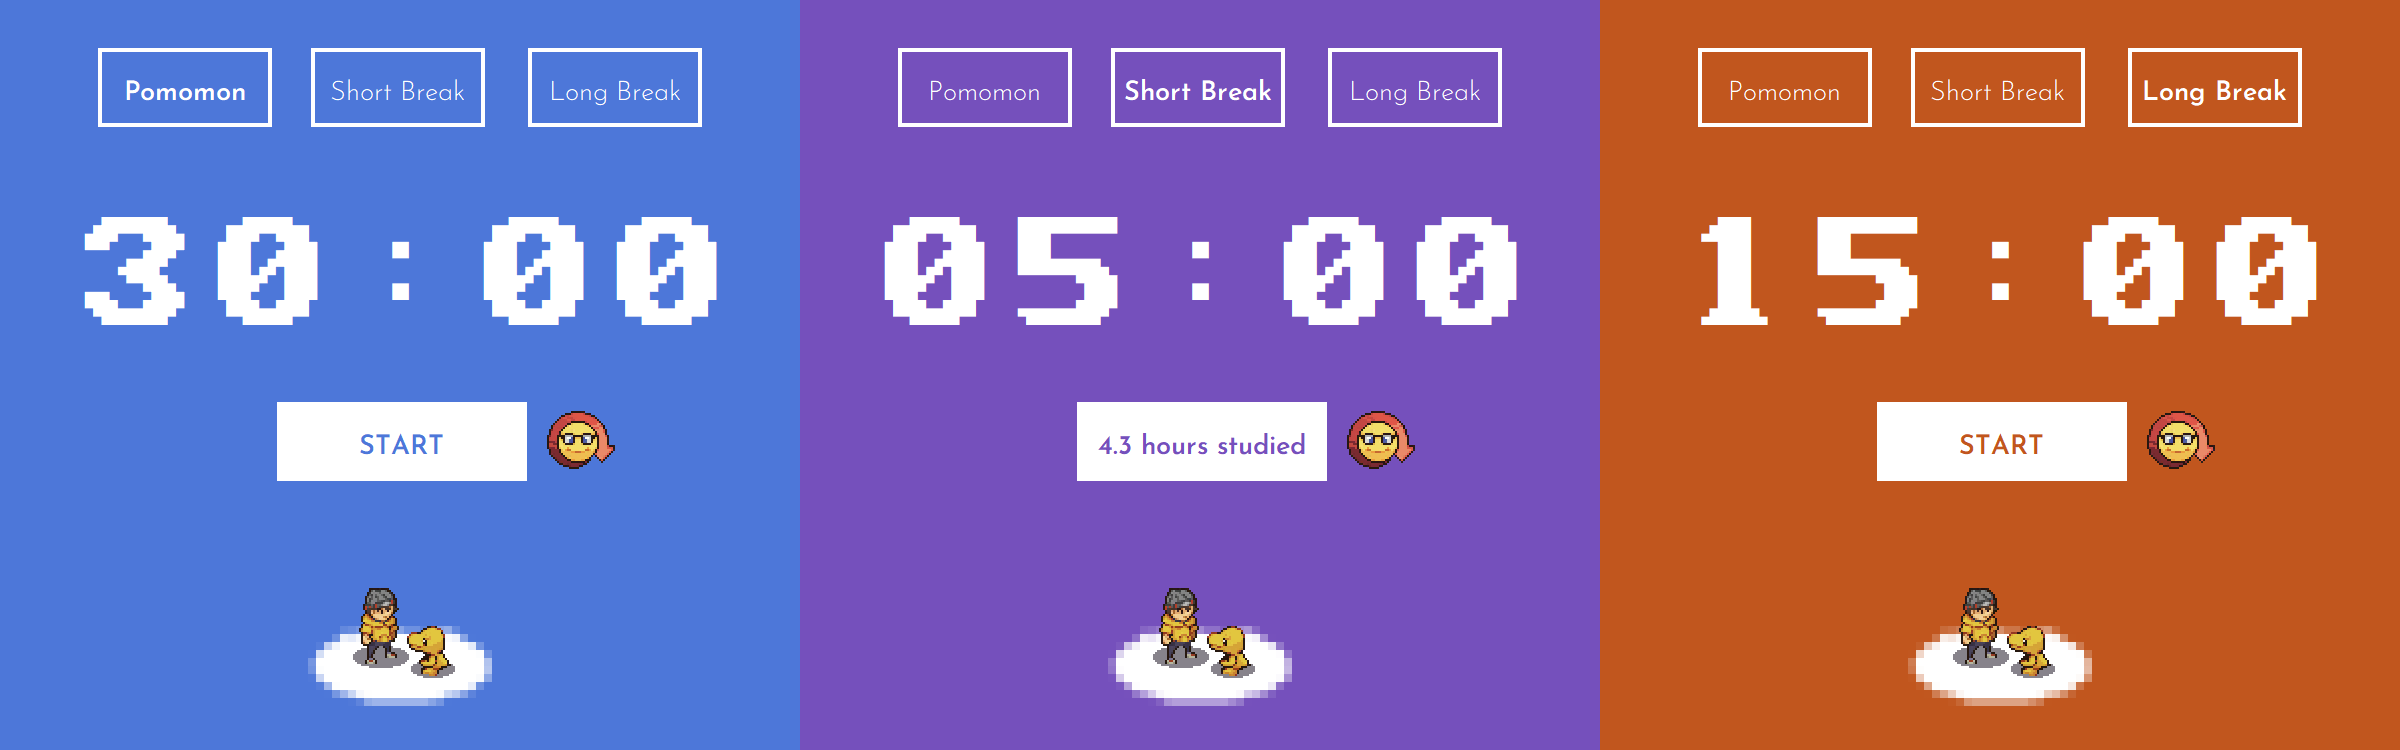 Pomomon Short Break Long Break
30:00
START
Pomomon Short Break Long Break
05:00
4.3 hours studied
Pomomon Short Break Long Break
15:00
START